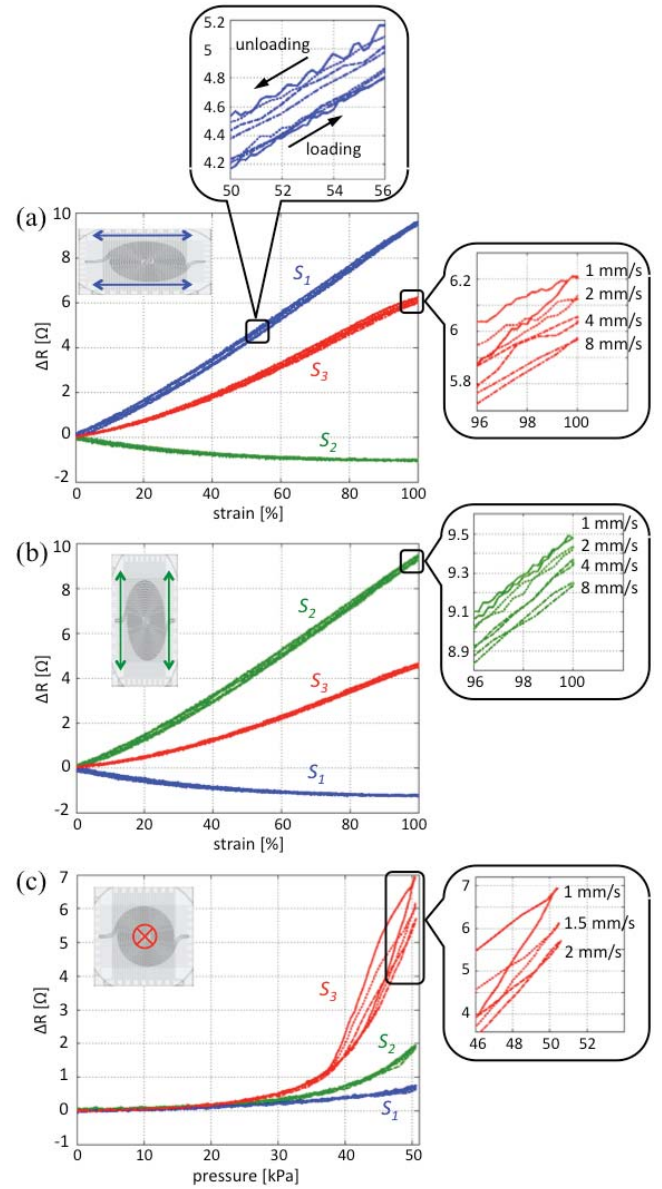 5.2
5
4.8
4.6
4.4
4.2
unloading
loading
50 52 54 56
(a)
10
8
6
4
2
0
-2
ΔR [Ω]
S1
S3
S2
0 20 40 60 80 100
strain [%]
6.2
6
5.8
1 mm/s
2 mm/s
4 mm/s
8 mm/s
96 98 100
(b)
10
8
6
4
2
0
-2
ΔR [Ω]
S2
S3
S1
0 20 40 60 80 100
strain [%]
9.5
9.3
9.1
8.9
1 mm/s
2 mm/s
4 mm/s
8 mm/s
96 98 100
(c)
7
6
5
4
3
2
1
0
-1
ΔR [Ω]
S3
S2
S1
0 10 20 30 40 50
pressure [kPa]
7
6
5
4
1 mm/s
1.5 mm/s
2 mm/s
46 48 50 52